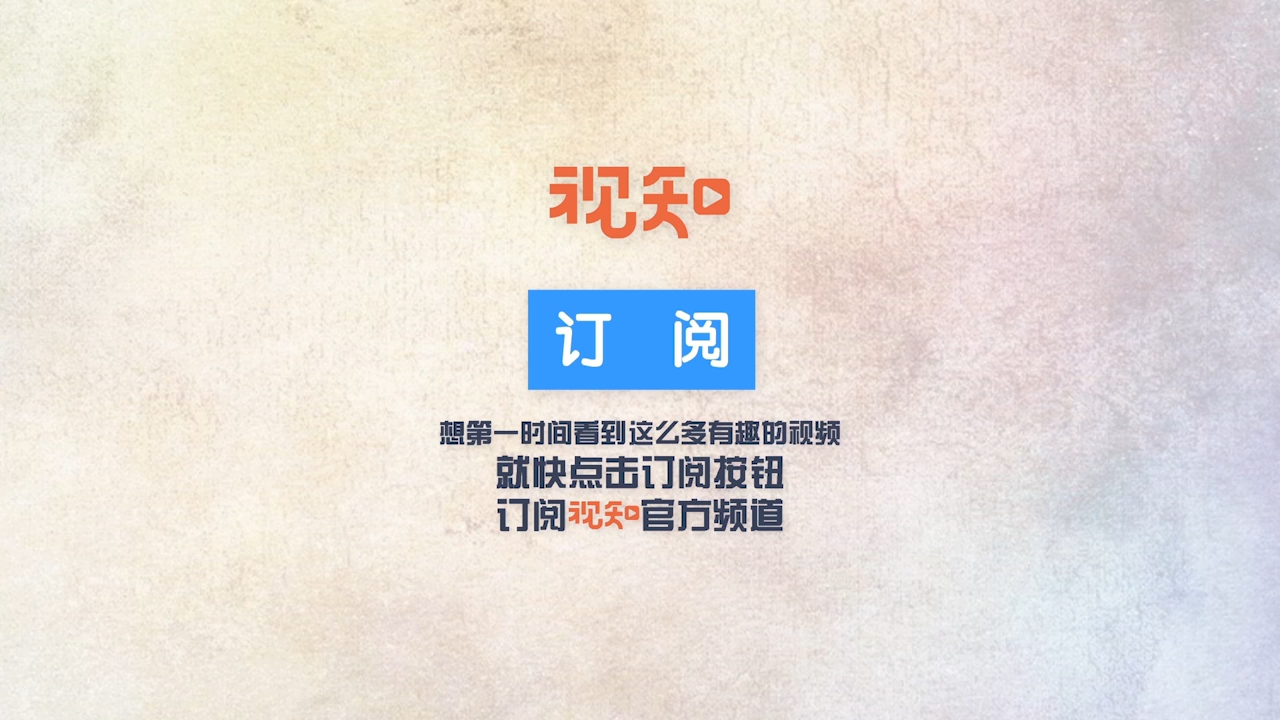 视知
订 阅
想第一时间看到这么多有趣的视频
就快点击订阅按钮
订阅视知官方频道